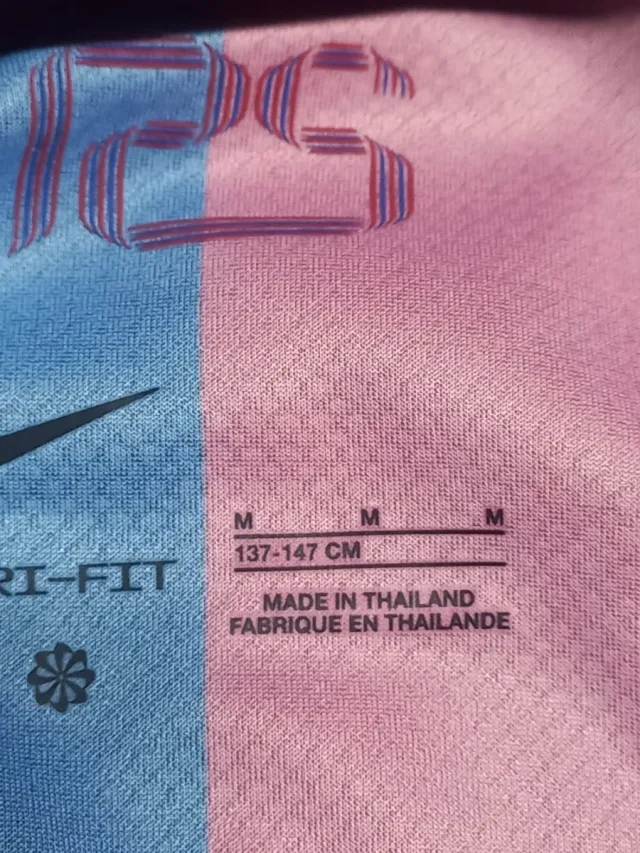 M M M
137-147 CM
RI-FIT
MADE IN THAILAND
FABRIQUE EN THAILANDE